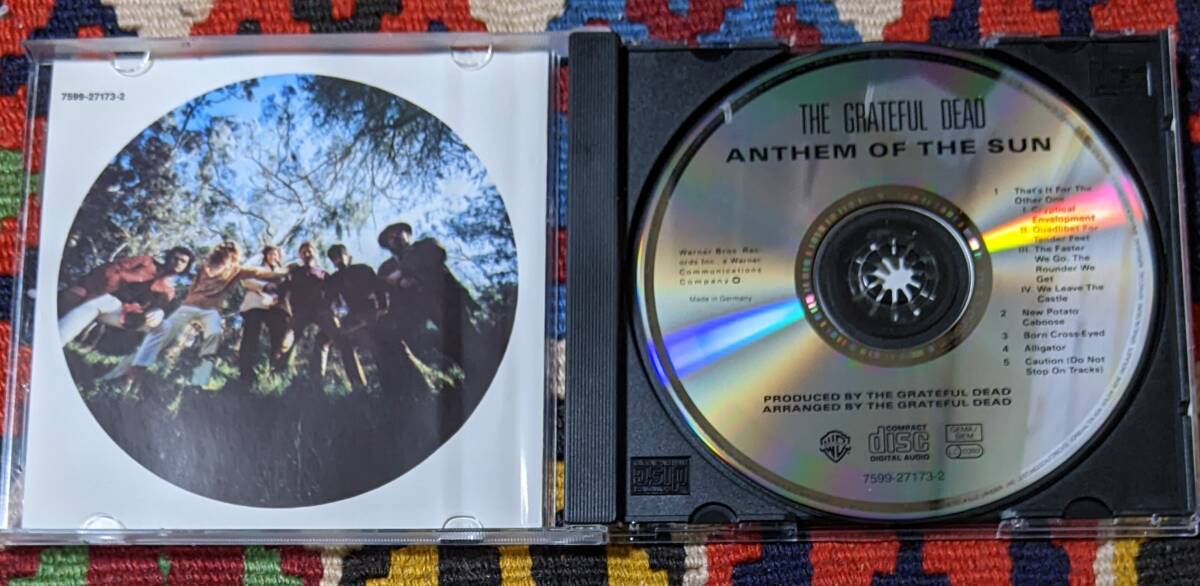 7599-27173-2
THE GRATEFUL DEAD
ANTHEM OF THE SUN
Warner Bros. Rec-
ords Inc. a Warner
Communications
Company
Made in Germany
1 That's It For The
Other One
I. Cryptical
Envelopment
II. Quadlibet For
Tender Feet
III. The Faster
We Go, The
Rounder We
Get
IV. We Leave The
Castle
2 New Potato
Caboose
3 Born Cross-Eyed
4 Alligator
5 Caution (Do Not
Stop On Tracks)
PRODUCED BY THE GRATEFUL DEAD
ARRANGED BY THE GRATEFUL DEAD
WB
COMPACT
disc
DIGITAL AUDIO
GEMA/
BIEM
7599-27173-2
disc